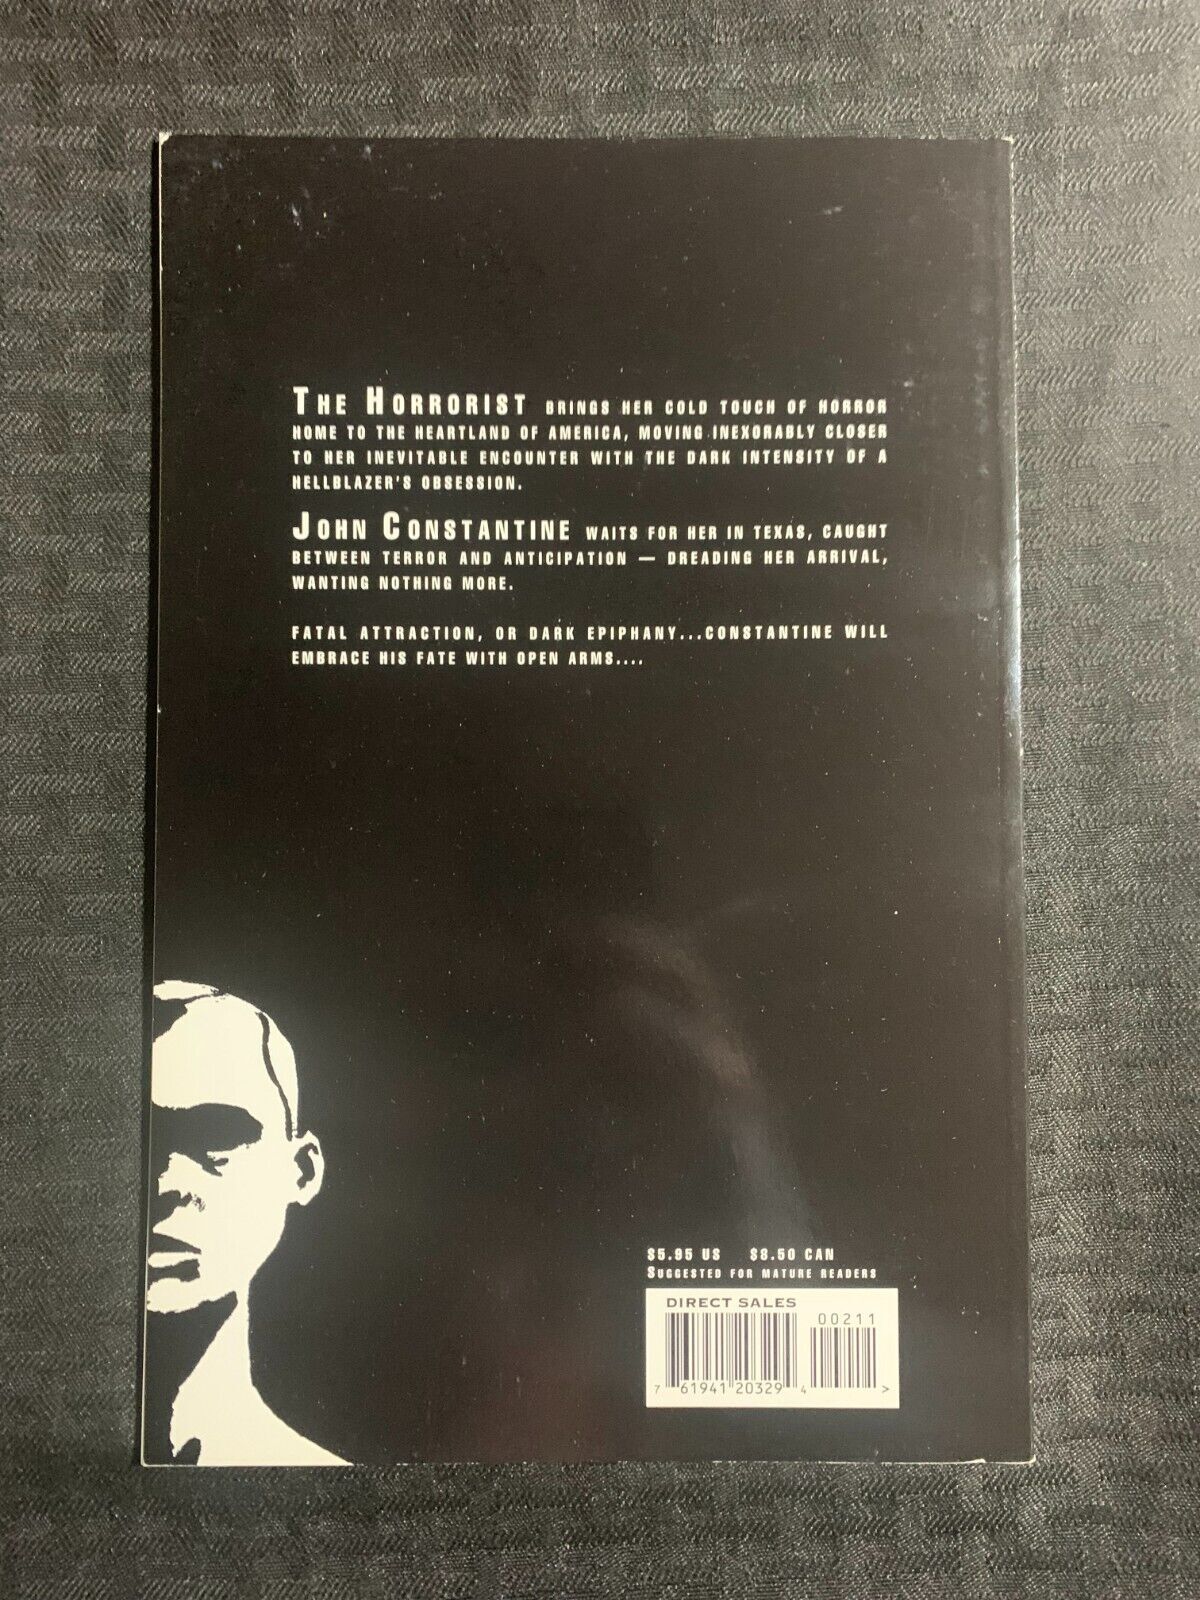 THE HORRORIST BRINGS HER COLD TOUCH OF HORROR
HOME TO THE HEARTLAND OF AMERICA, MOVING INEXORABLY CLOSER
TO HER INEVITABLE ENCOUNTER WITH THE DARK INTENSITY OF A
HELLBLAZER'S OBSESSION.
JOHN CONSTANTINE WAITS FOR HER IN TEXAS, CAUGHT
BETWEEN TERROR AND ANTICIPATION — DREADING HER ARRIVAL,
WANTING NOTHING MORE.
FATAL ATTRACTION, OR DARK EPIPHANY...CONSTANTINE WILL
EMBRACE HIS FATE WITH OPEN ARMS....
$5.95 US $8.50 CAN
SUGGESTED FOR MATURE READERS
DIRECT SALES
00211
7 61941 20329 4 >